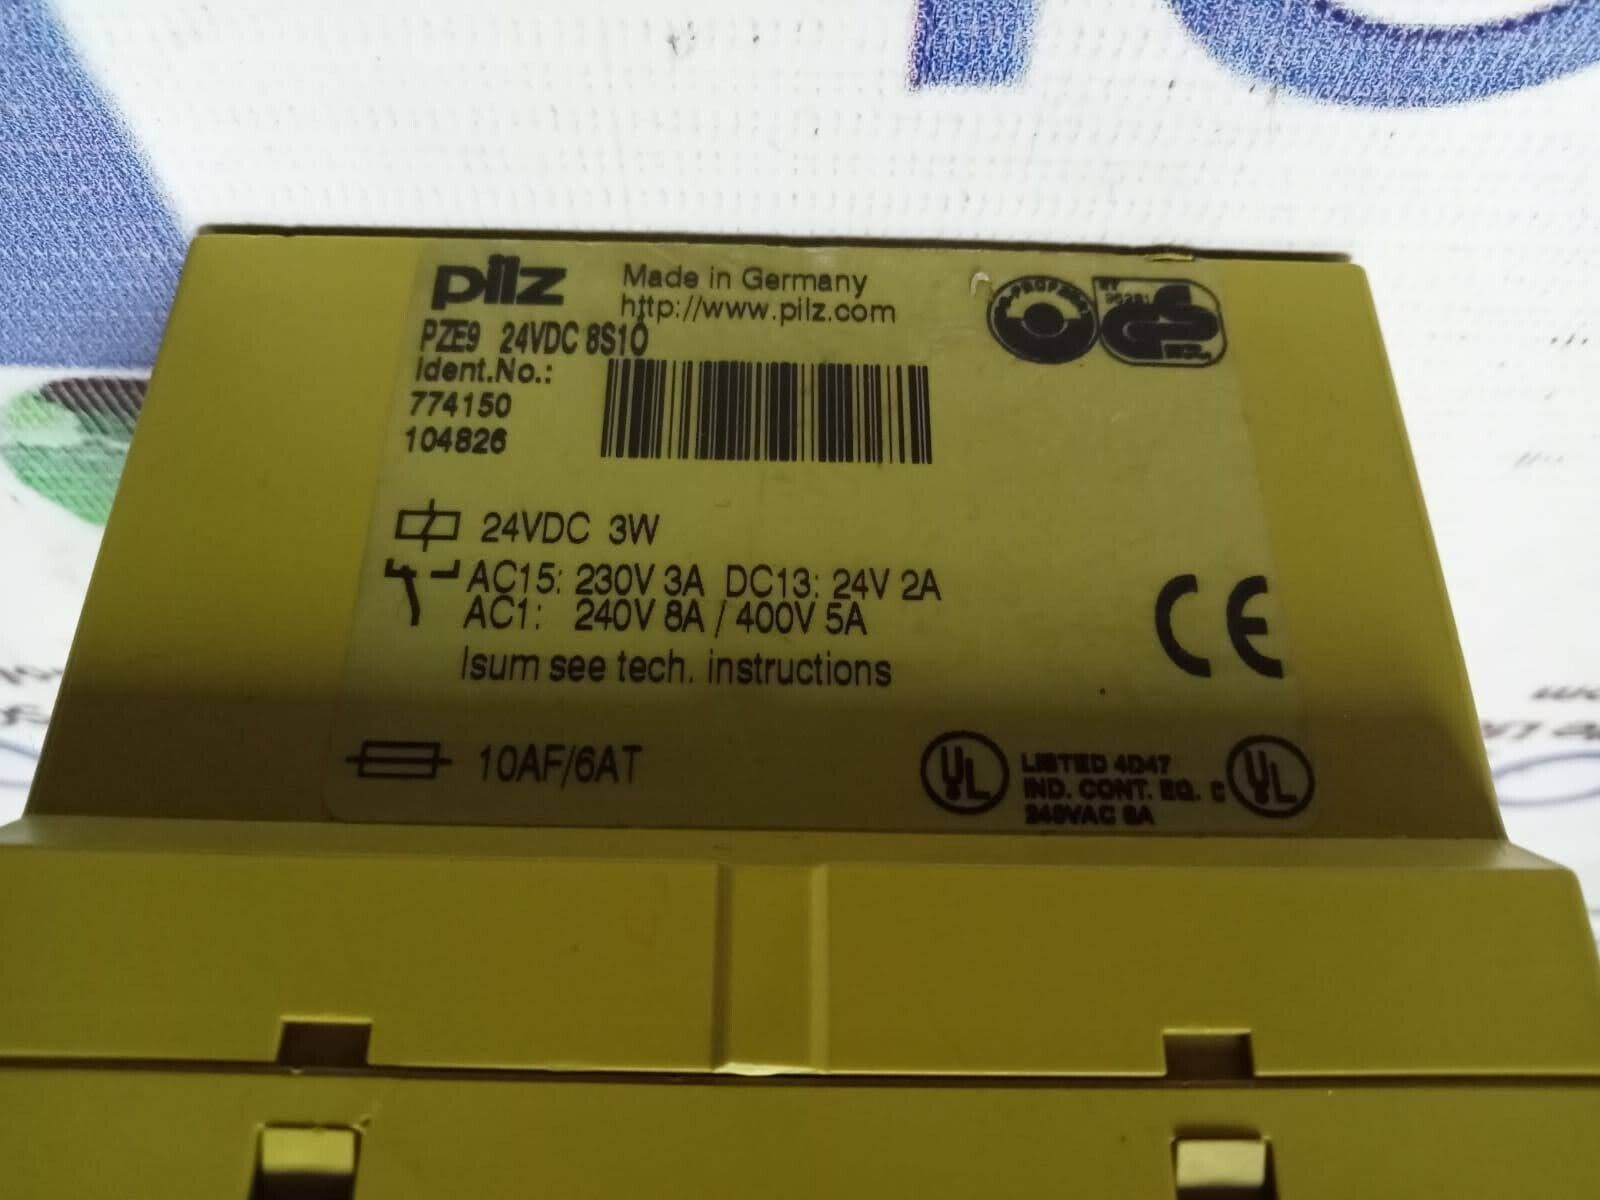 pilz
Made in Germany
http://www.pilz.com
PZE9 24VDC 8S1Ö
Ident.No.:
774150
104826
24VDC 3W
AC15: 230V 3A DC13: 24V 2A
AC1: 240V 8A / 400V 5A
Isum see tech. instructions
CE
10AF/6AT
UL
LISTED 4D47
IND. CONT. EQ. C
UL
240VAC 8A